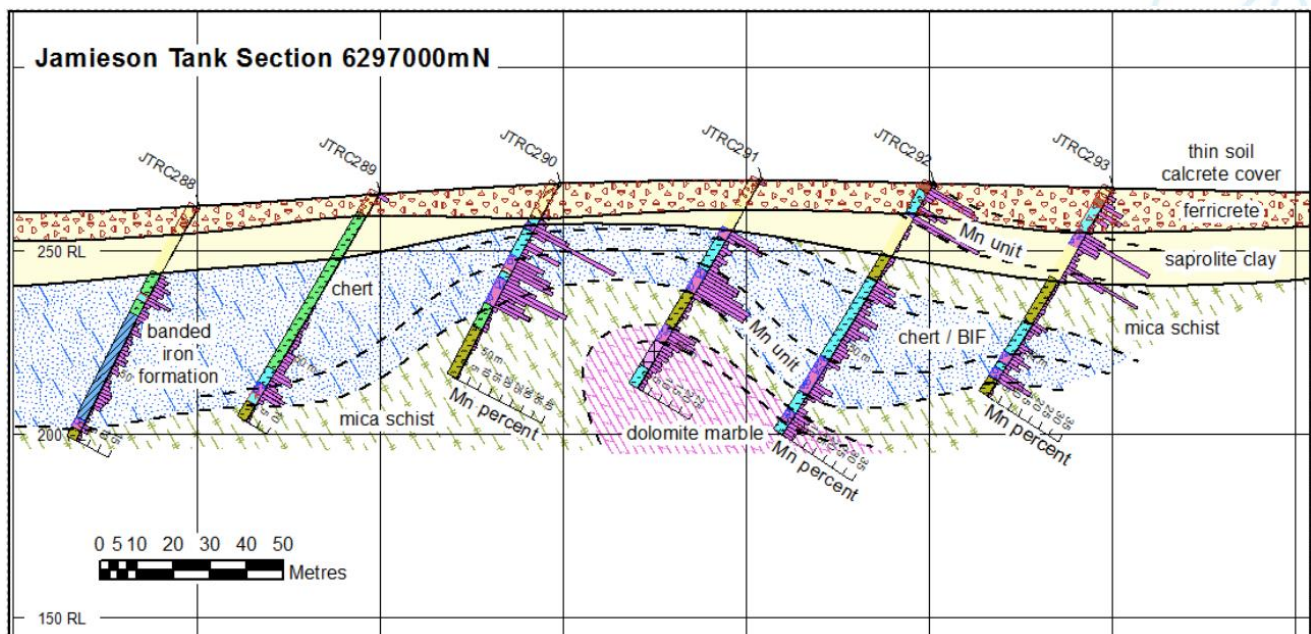 Jamieson Tank Section 6297000mN
JTRC288
JTRC289
JTRC290
JTRC291
JTRC292
JTRC293
thin soil
calcrete cover
ferricrete
Mn unit
250 RL
saprolite clay
chert
banded
iron
formation
Mn unit
chert / BIF
mica schist
50 m
Mn percent
mica schist
dolomite marble
Mn percent
Mn percent
200 RL
0 5 10 20 30 40 50
Metres
150 RL